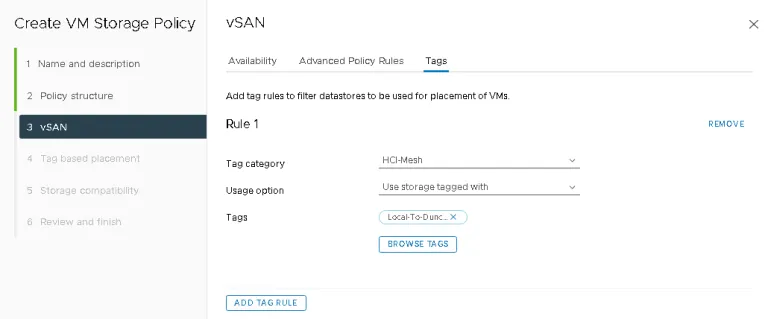 Create VM Storage Policy
1 Name and description
2 Policy structure
3 vSAN
4 Tag based placement
5 Storage compatibility
6 Review and finish
vSAN
Availability Advanced Policy Rules Tags
Add tag rules to filter datastores to be used for placement of VMs.
Rule 1 REMOVE
Tag category HCI-Mesh
Usage option Use storage tagged with
Tags Local-To-Dunc...
BROWSE TAGS
ADD TAG RULE